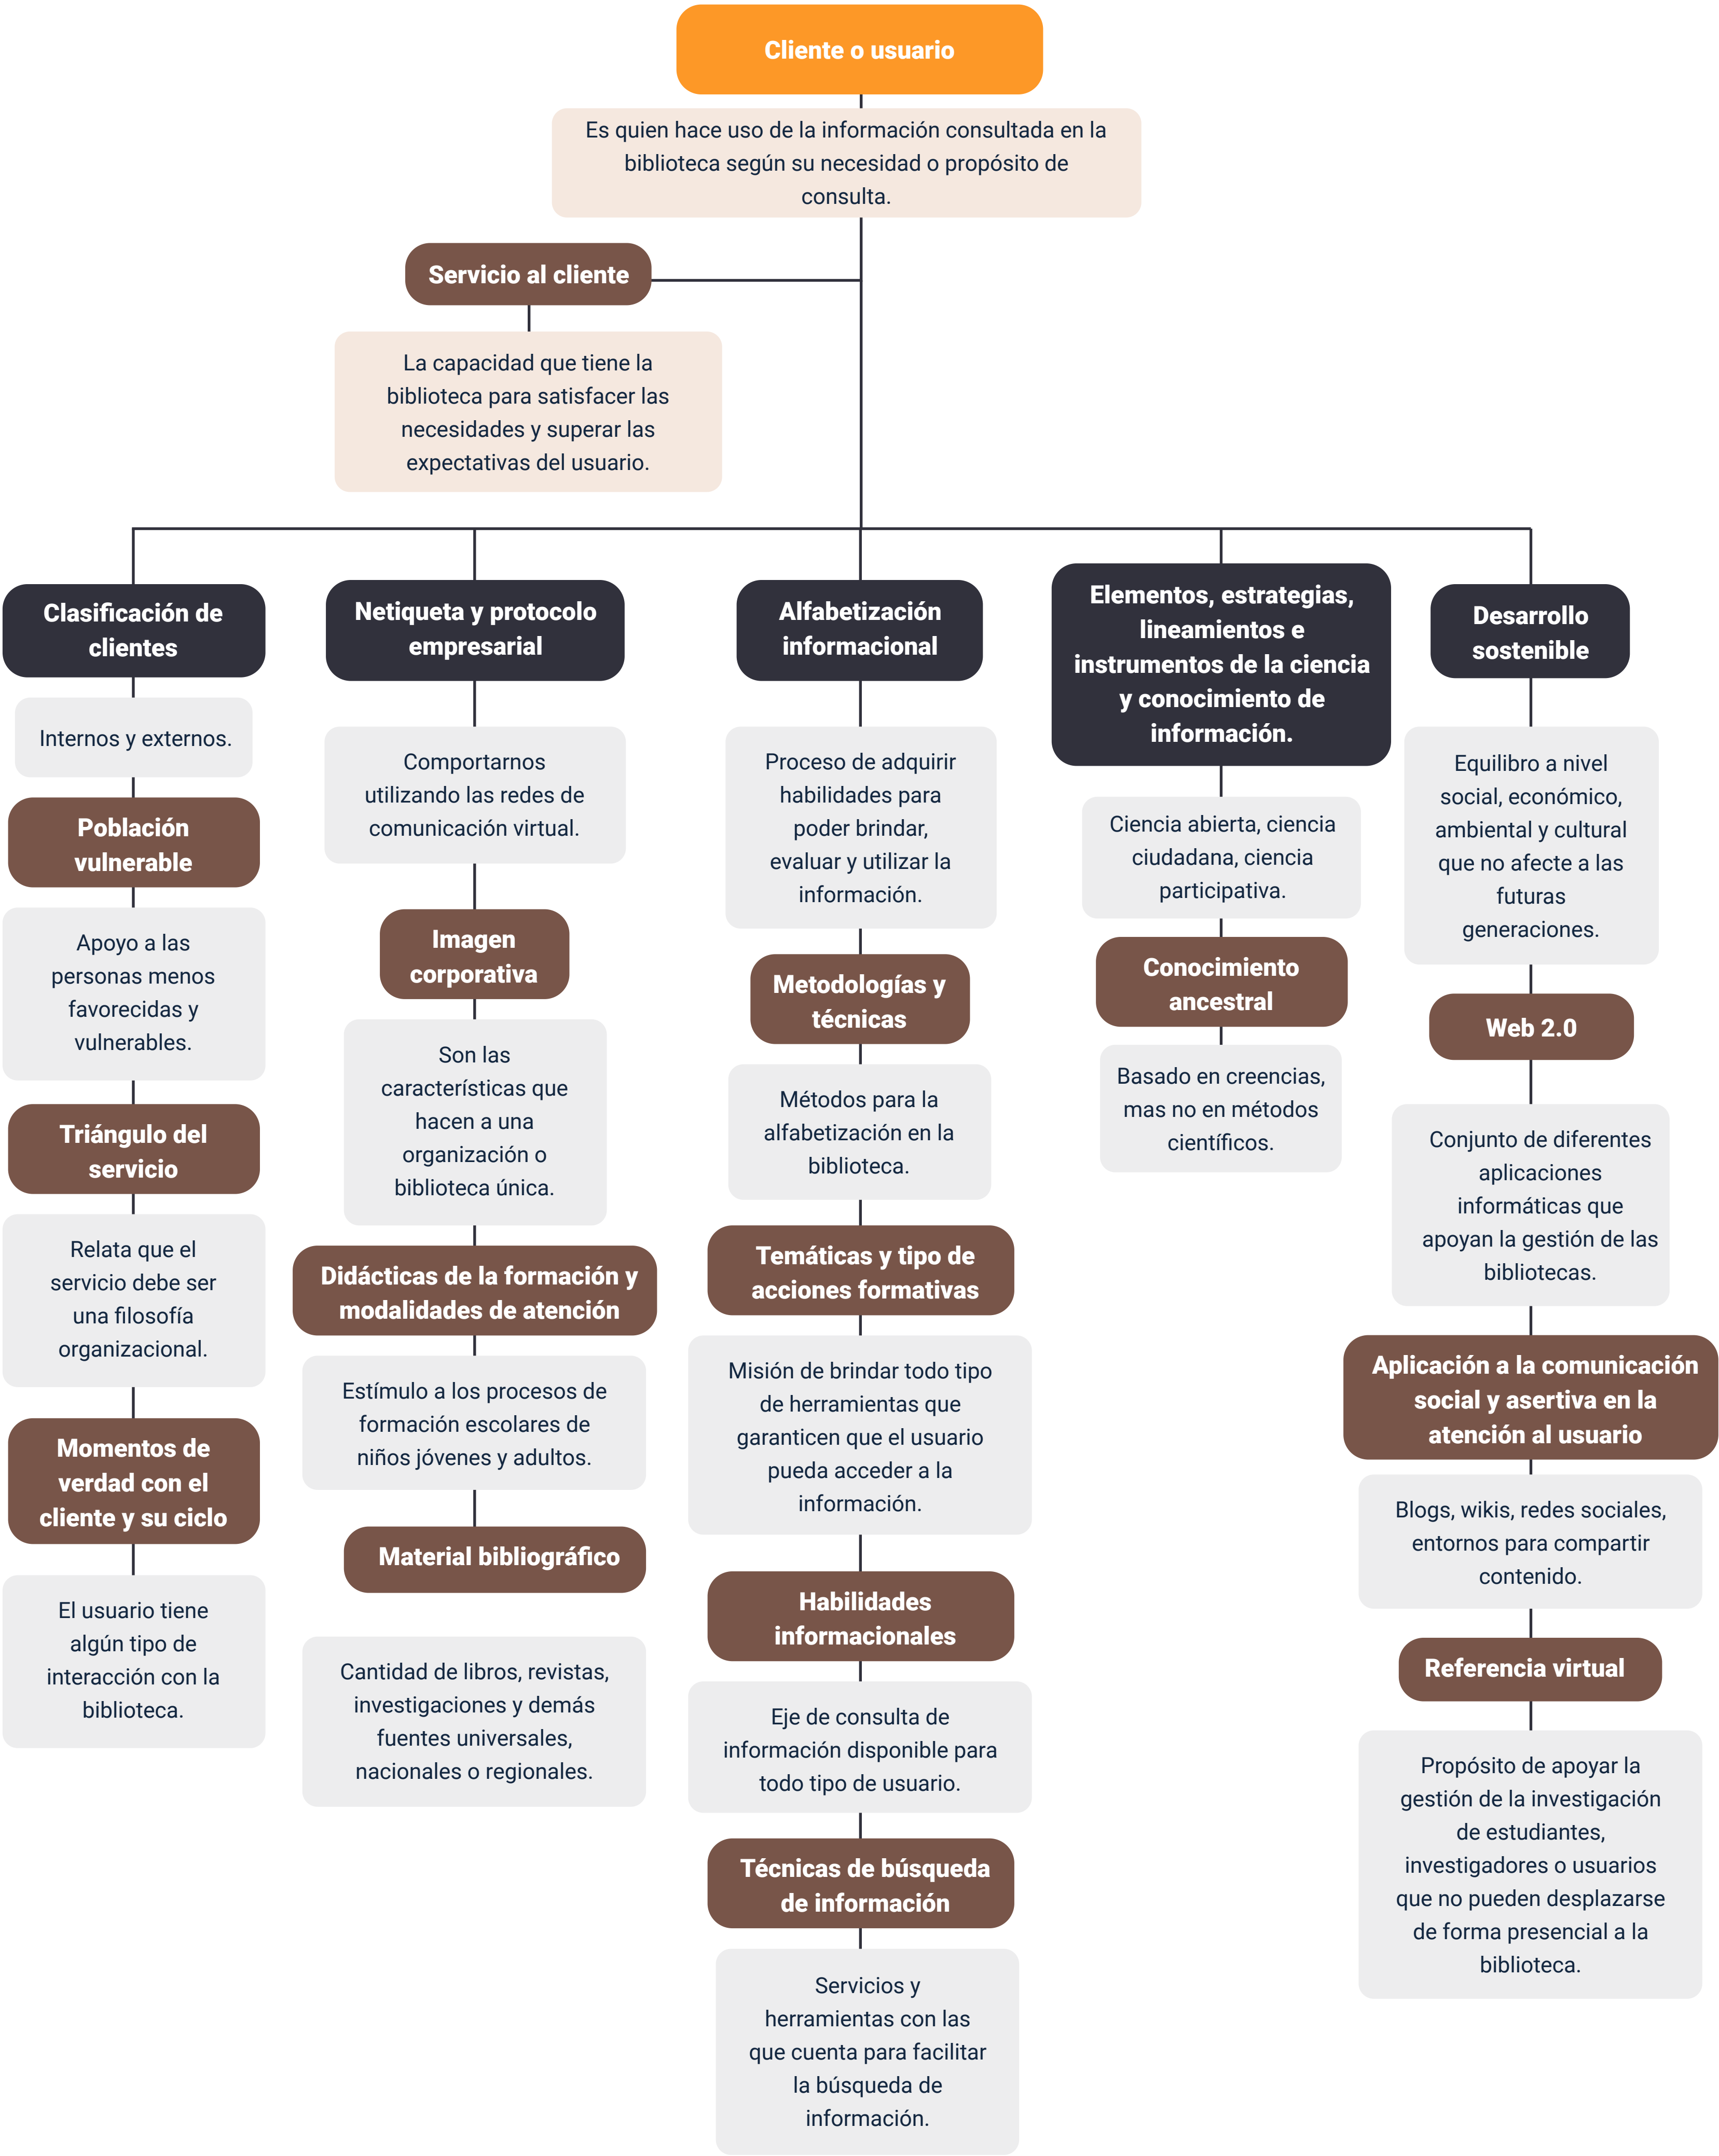 Cliente o usuario
Es quien hace uso de la información consultada en la
biblioteca según su necesidad o propósito de
consulta.
Servicio al cliente
La capacidad que tiene la
biblioteca para satisfacer las
necesidades y superar las
expectativas del usuario.
Clasificación de
clientes
Internos y externos.
Población
vulnerable
Apoyo a las
personas menos
favorecidas y
vulnerables.
Triángulo del
servicio
Relata que el
servicio debe ser
una filosofía
organizacional.
Momentos de
verdad con el
cliente y su ciclo
El usuario tiene
algún tipo de
interacción con la
biblioteca.
Netiqueta y protocolo
empresarial
Comportarnos
utilizando las redes de
comunicación virtual.
Imagen
corporativa
Son las
características que
hacen a una
organización o
biblioteca única.
Didácticas de la formación y
modalidades de atención
Estímulo a los procesos de
formación escolares de
niños jóvenes y adultos.
Material bibliográfico
Cantidad de libros, revistas,
investigaciones y demás
fuentes universales,
nacionales o regionales.
Alfabetización
informacional
Proceso de adquirir
habilidades para
poder brindar,
evaluar y utilizar la
información.
Metodologías y
técnicas
Métodos para la
alfabetización en la
biblioteca.
Temáticas y tipo de
acciones formativas
Misión de brindar todo tipo
de herramientas que
garanticen que el usuario
pueda acceder a la
información.
Habilidades
informacionales
Eje de consulta de
información disponible para
todo tipo de usuario.
Técnicas de búsqueda
de información
Servicios y
herramientas con las
que cuenta para facilitar
la búsqueda de
información.
Elementos, estrategias,
lineamientos e
instrumentos de la ciencia
y conocimiento de
información.
Ciencia abierta, ciencia
ciudadana, ciencia
participativa.
Conocimiento
ancestral
Basado en creencias,
mas no en métodos
científicos.
Desarrollo
sostenible
Equilibro a nivel
social, económico,
ambiental y cultural
que no afecte a las
futuras
generaciones.
Web 2.0
Conjunto de diferentes
aplicaciones
informáticas que
apoyan la gestión de las
bibliotecas.
Aplicación a la comunicación
social y asertiva en la
atención al usuario
Blogs, wikis, redes sociales,
entornos para compartir
contenido.
Referencia virtual
Propósito de apoyar la
gestión de la investigación
de estudiantes,
investigadores o usuarios
que no pueden desplazarse
de forma presencial a la
biblioteca.